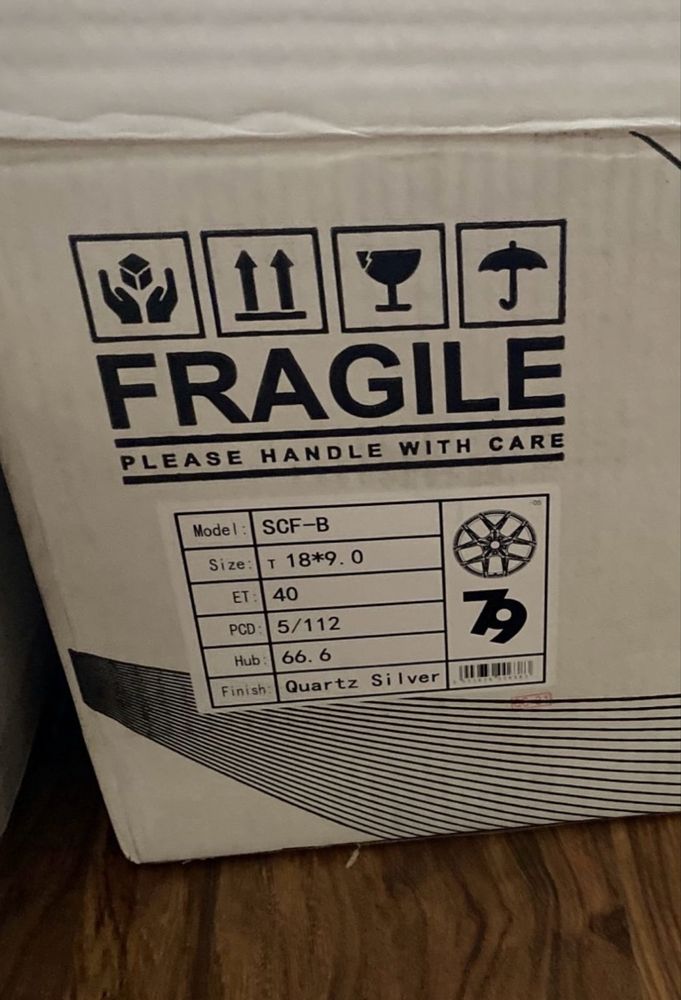 FRAGILE
PLEASE HANDLE WITH CARE
Model: SCF-B
Size: T 18*9.0
ET: 40
PCD: 5/112
Hub: 66.6
Finish: Quartz Silver
79